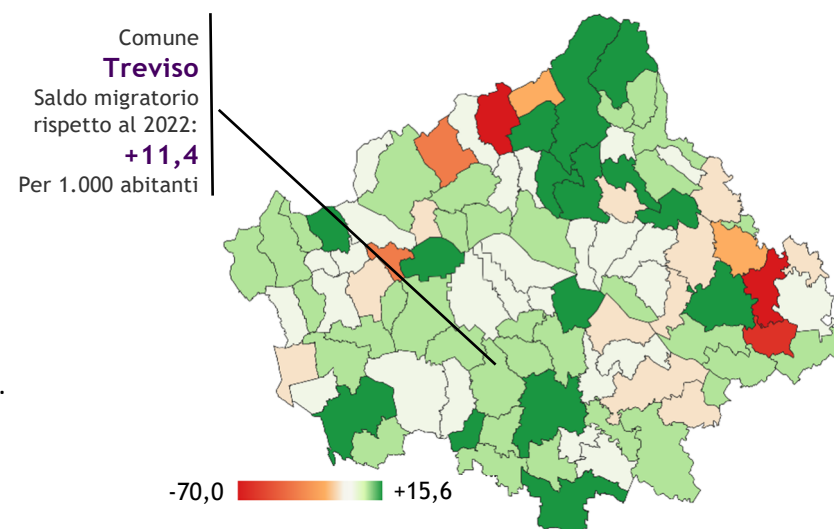 Comune
Treviso
Saldo migratorio
rispetto al 2022:
+11,4
Per 1.000 abitanti
.
-70,0
+15,6